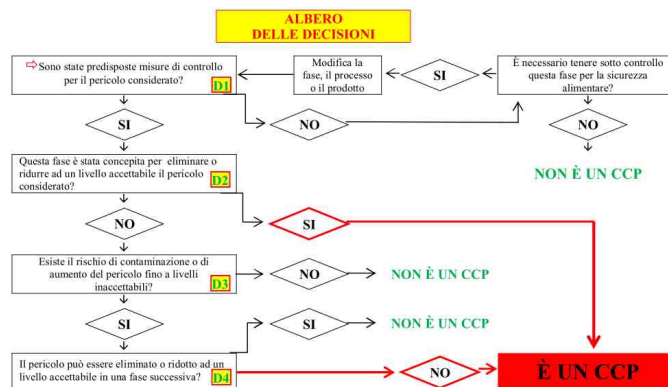 ALBERO
DELLE DECISIONI
⇨Sono state predisposte misure di controllo
per il pericolo considerato?
D1
Modifica la
fase, il processo
o il prodotto
SI
È necessario tenere sotto controllo
questa fase per la sicurezza
alimentare?
SI
NO
NO
NON È UN CCP
Questa fase è stata concepita per eliminare o
ridurre ad un livello accettabile il pericolo
considerato?
D2
NO
SI
Esiste il rischio di contaminazione o di
aumento del pericolo fino a livelli
inaccettabili?
D3
NO
NON È UN CCP
SI
SI
NON È UN CCP
Il pericolo può essere eliminato o ridotto ad un
livello accettabile in una fase successiva?
D4
NO
È UN CCP